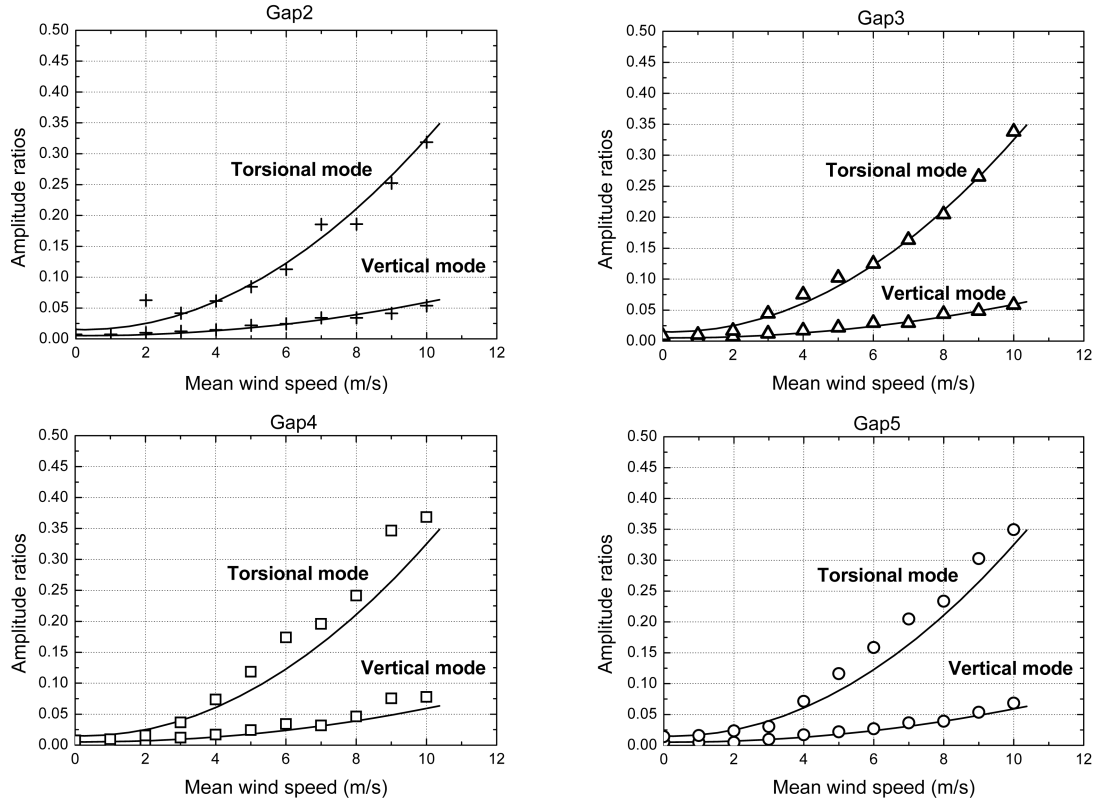 Gap2
0.50
0.45
0.40
0.35
0.30
0.25
0.20
0.15
0.10
0.05
0.00
Amplitude ratios
Torsional mode
Vertical mode
0 2 4 6 8 10 12
Mean wind speed (m/s)
Gap3
0.50
0.45
0.40
0.35
0.30
0.25
0.20
0.15
0.10
0.05
0.00
Amplitude ratios
Torsional mode
Vertical mode
0 2 4 6 8 10 12
Mean wind speed (m/s)
Gap4
0.50
0.45
0.40
0.35
0.30
0.25
0.20
0.15
0.10
0.05
0.00
Amplitude ratios
Torsional mode
Vertical mode
0 2 4 6 8 10 12
Mean wind speed (m/s)
Gap5
0.50
0.45
0.40
0.35
0.30
0.25
0.20
0.15
0.10
0.05
0.00
Amplitude ratios
Torsional mode
Vertical mode
0 2 4 6 8 10 12
Mean wind speed (m/s)